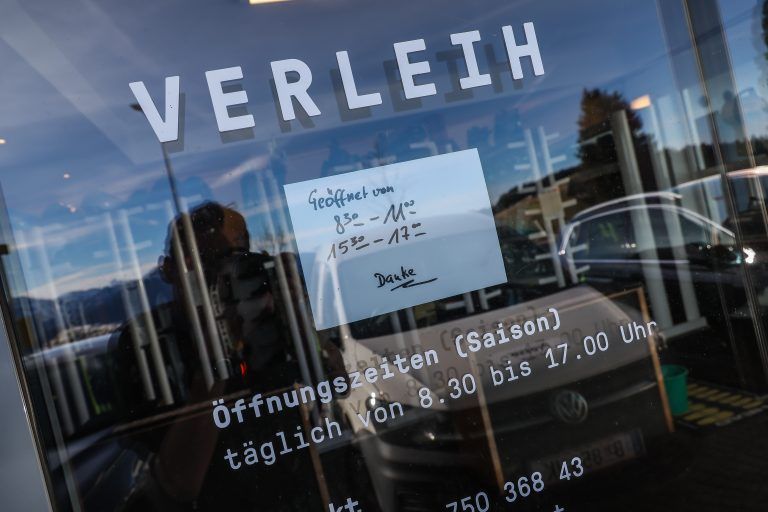 VERLEIH
Geöffnet von
8³⁰ - 11⁰⁰
15³⁰ - 17⁰⁰
Danke
Öffnungszeiten (Saison)
täglich von 8.30 bis 17.00 Uhr
750 368 43